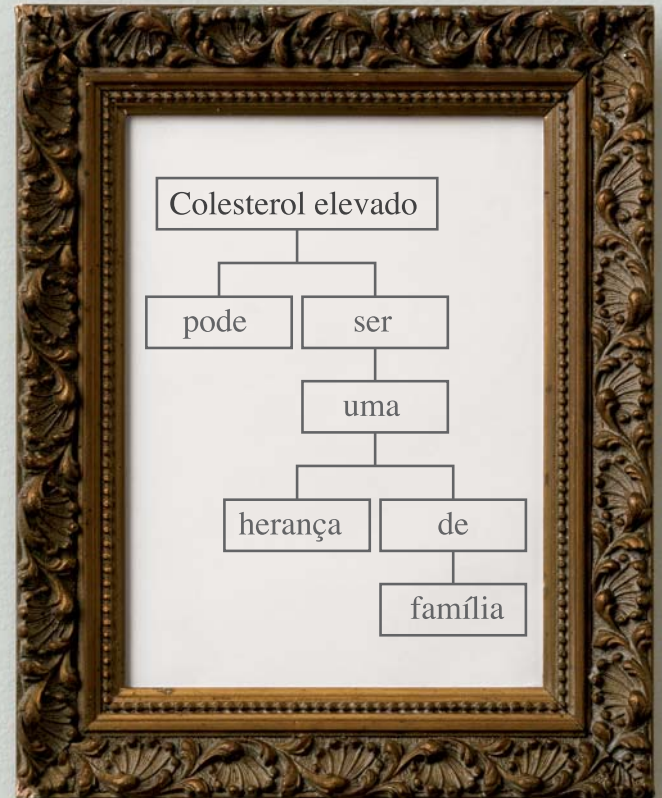 Colesterol elevado
pode ser
uma
herança de
família